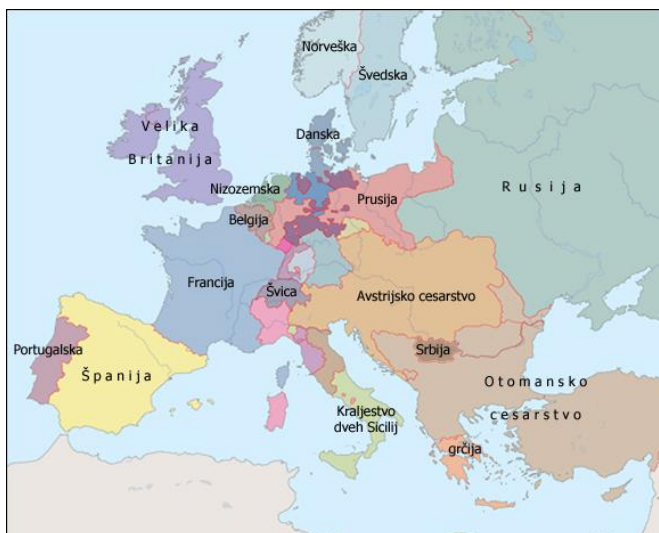 Norveška
Švedska
Velika
Britanija
Danska
Nizozemska
Prusija
Rusija
Belgija
Francija
Švica
Avstrijsko cesarstvo
Portugalska
Španija
Srbija
Otomansko
cesarstvo
Kraljestvo
dveh Sicilij
grčija